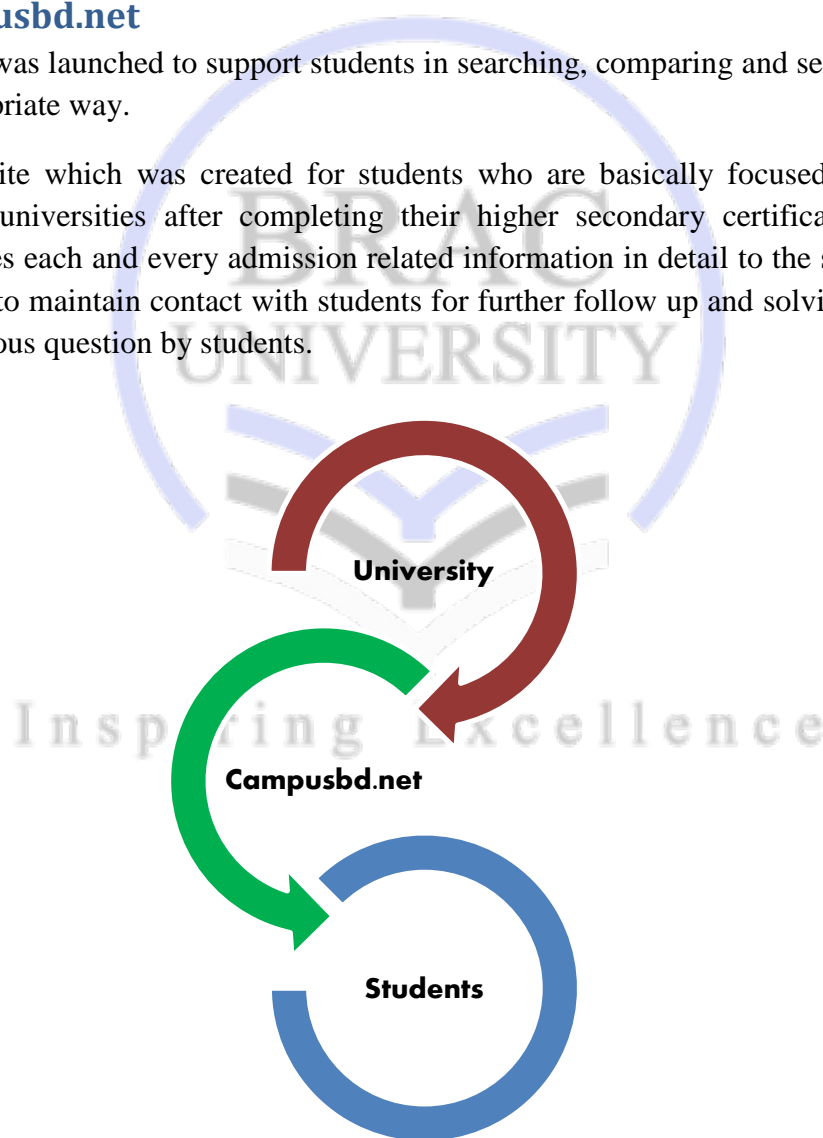 usbd.net
was launched to support students in searching, comparing and se
riate way.
ite which was created for students who are basically focused
universities after completing their higher secondary certifica
es each and every admission related information in detail to the s
to maintain contact with students for further follow up and solvi
ous question by students.
BRAC
UNIVERSITY
University
Inspiring Excellence
Campusbd.net
Students